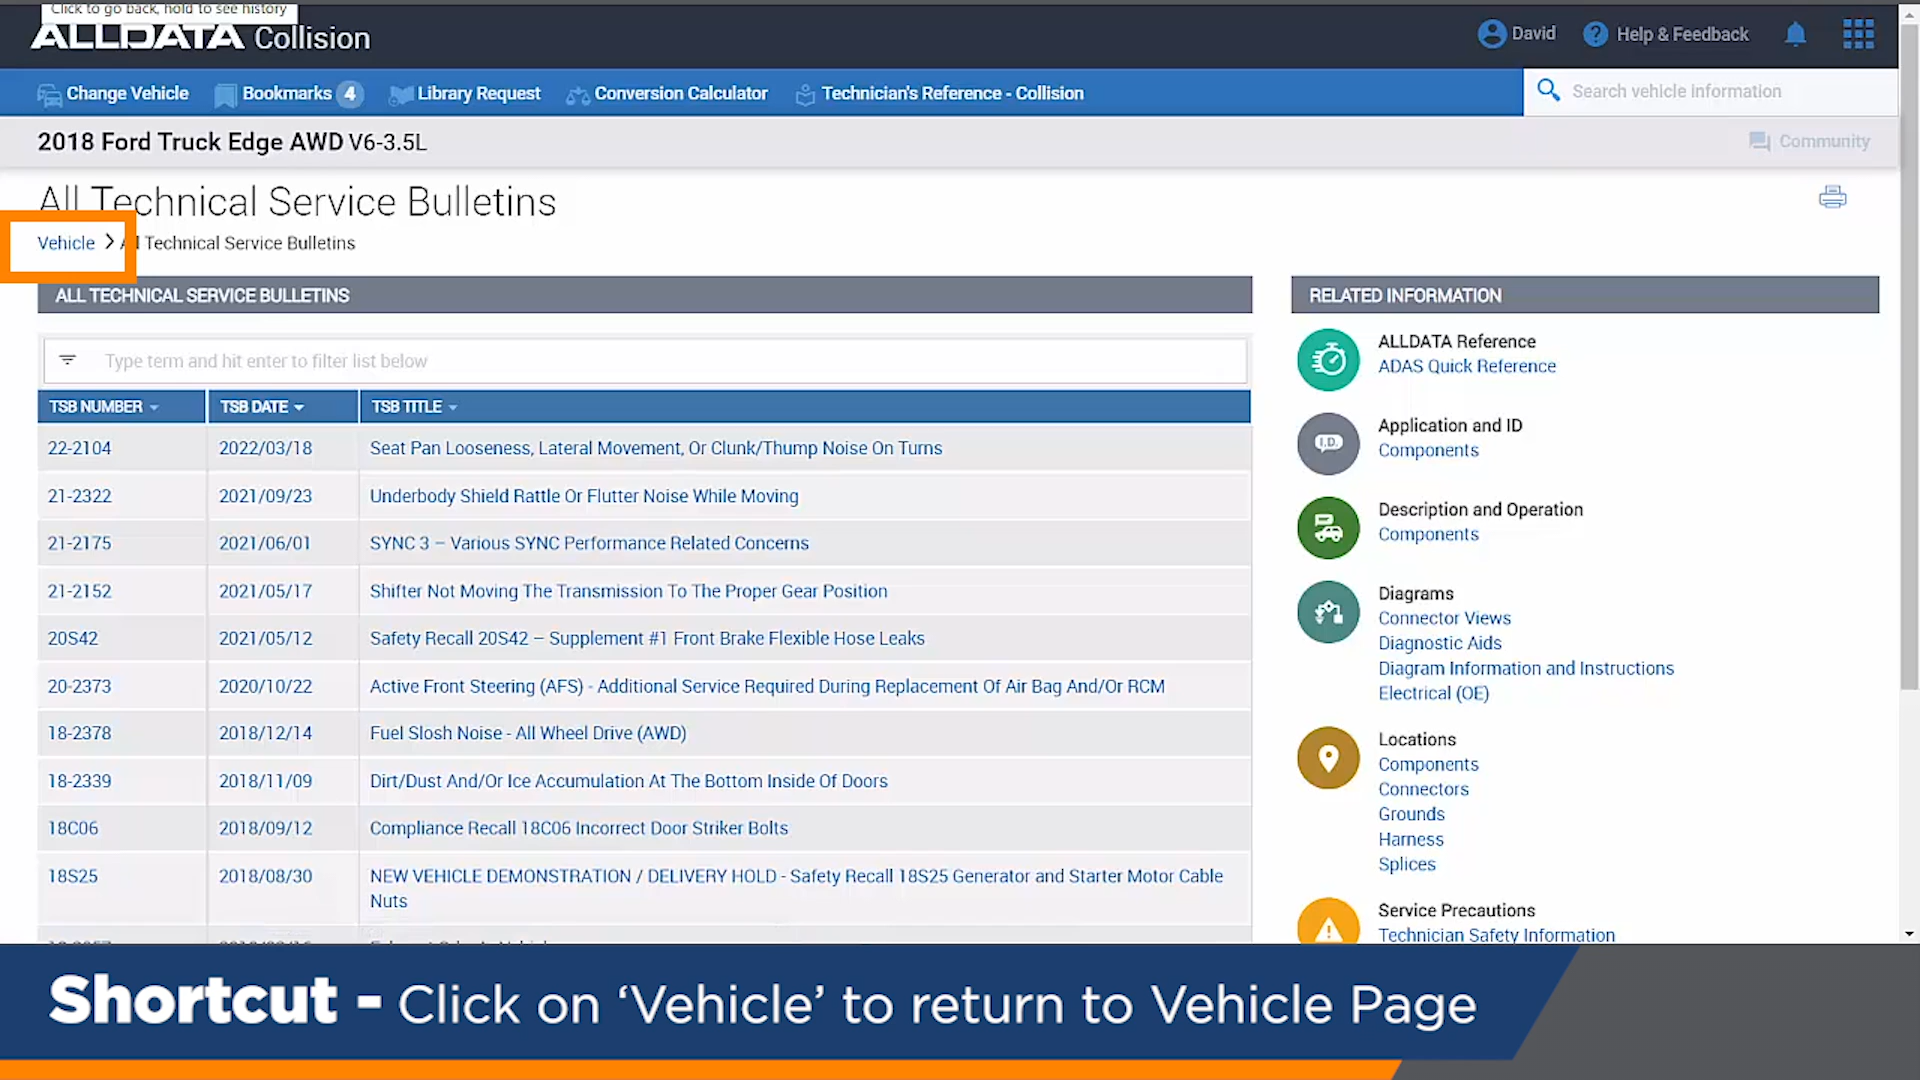 Click to go back, hold to see history
ALLDATA Collision
David
Help & Feedback
Change Vehicle
Bookmarks 4
Library Request
Conversion Calculator
Technician's Reference - Collision
Search vehicle information
2018 Ford Truck Edge AWD V6-3.5L
Community
All Technical Service Bulletins
Vehicle > All Technical Service Bulletins
ALL TECHNICAL SERVICE BULLETINS
Type term and hit enter to filter list below
TSB NUMBER TSB DATE TSB TITLE
22-2104 2022/03/18 Seat Pan Looseness, Lateral Movement, Or Clunk/Thump Noise On Turns
21-2322 2021/09/23 Underbody Shield Rattle Or Flutter Noise While Moving
21-2175 2021/06/01 SYNC 3 – Various SYNC Performance Related Concerns
21-2152 2021/05/17 Shifter Not Moving The Transmission To The Proper Gear Position
20S42 2021/05/12 Safety Recall 20S42 – Supplement #1 Front Brake Flexible Hose Leaks
20-2373 2020/10/22 Active Front Steering (AFS) - Additional Service Required During Replacement Of Air Bag And/Or RCM
18-2378 2018/12/14 Fuel Slosh Noise - All Wheel Drive (AWD)
18-2339 2018/11/09 Dirt/Dust And/Or Ice Accumulation At The Bottom Inside Of Doors
18C06 2018/09/12 Compliance Recall 18C06 Incorrect Door Striker Bolts
18S25 2018/08/30 NEW VEHICLE DEMONSTRATION / DELIVERY HOLD - Safety Recall 18S25 Generator and Starter Motor Cable
Nuts
RELATED INFORMATION
ALLDATA Reference
ADAS Quick Reference
I.D.
Application and ID
Components
Description and Operation
Components
Diagrams
Connector Views
Diagnostic Aids
Diagram Information and Instructions
Electrical (OE)
Locations
Components
Connectors
Grounds
Harness
Splices
Service Precautions
Technician Safety Information
Shortcut - Click on ‘Vehicle’ to return to Vehicle Page